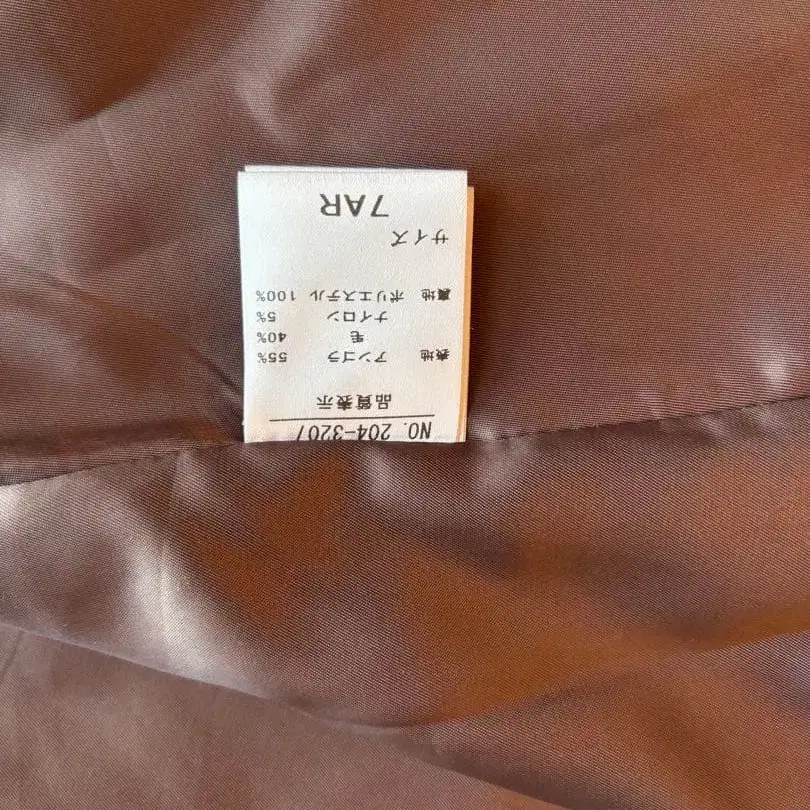 NO. 204-3207
品質表示
表地 アンゴラ 55%
毛 40%
ナイロン 5%
裏地 ポリエステル 100%
サイズ
7AR